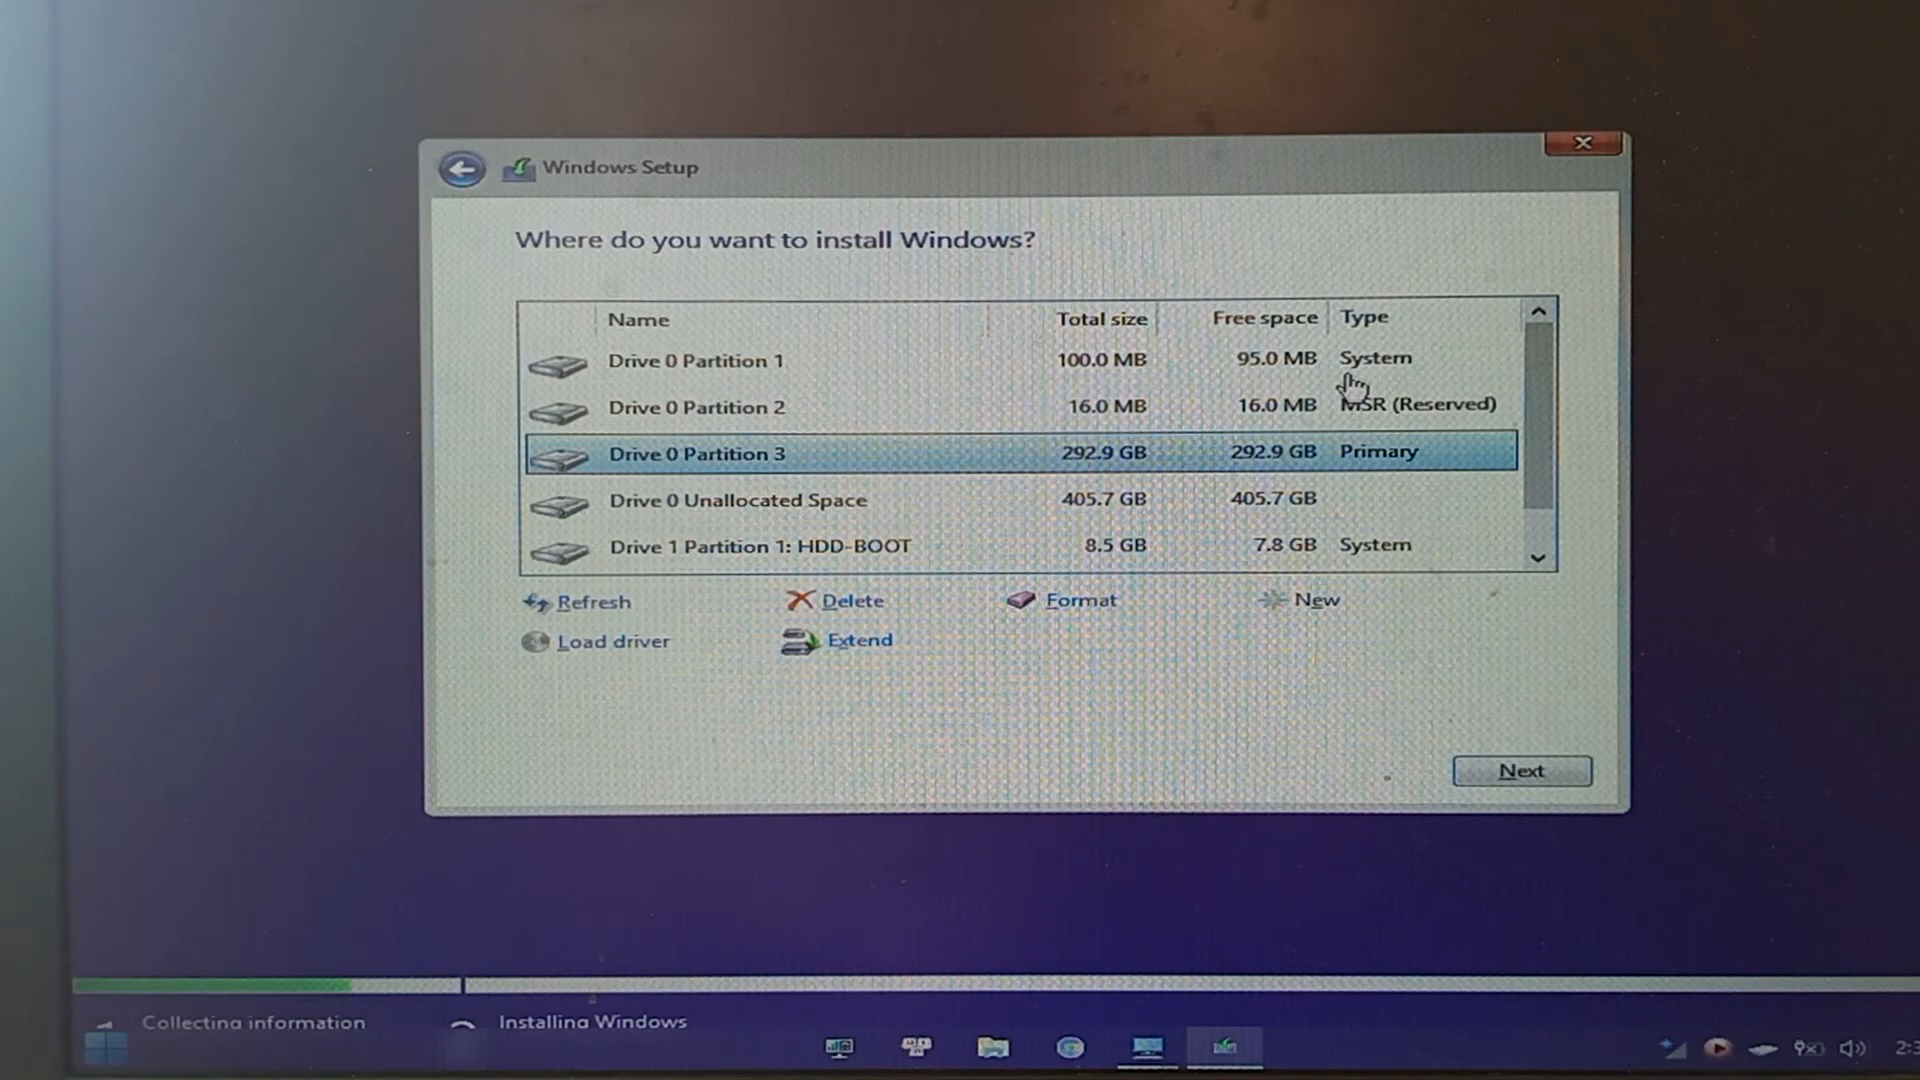 Windows Setup
Where do you want to install Windows?
Name Total size Free space Type
Drive 0 Partition 1 100.0 MB 95.0 MB System
Drive 0 Partition 2 16.0 MB 16.0 MB MSR (Reserved)
Drive 0 Partition 3 292.9 GB 292.9 GB Primary
Drive 0 Unallocated Space 405.7 GB 405.7 GB
Drive 1 Partition 1: HDD-BOOT 8.5 GB 7.8 GB System
Refresh Delete Format New
Load driver Extend
Next
Collecting information Installing Windows